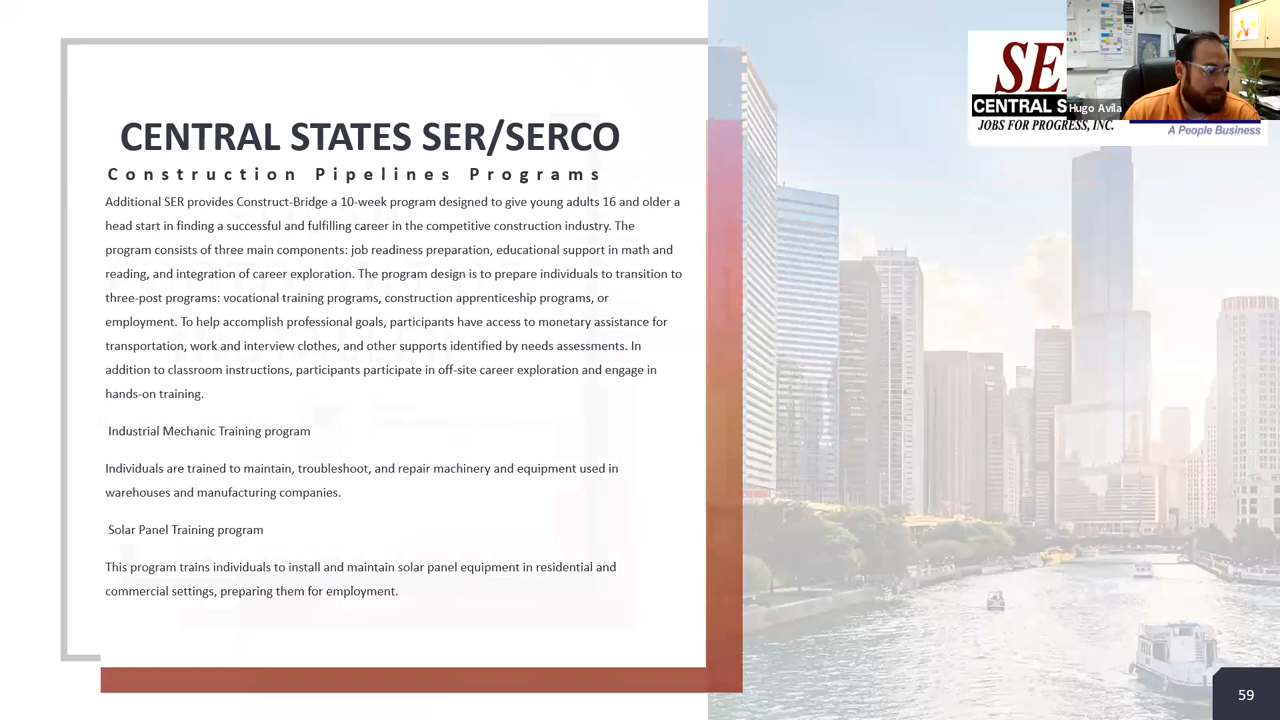 CENTRAL STATES SER/SERCO
Construction Pipelines Programs
Additional SER provides Construct-Bridge a 10-week program designed to give young adults 16 and older a
head start in finding a successful and fulfilling career in the competitive construction industry. The
program consists of three main components: job readiness preparation, educational support in math and
reading, and integration of career exploration. The program design is to prepare individuals to transition to
three-post programs: vocational training programs, construction apprenticeship programs, or
employment. To help accomplish professional goals, participants have access to monetary assistance for
transportation, work and interview clothes, and other supports identified by needs assessments. In
addition to classroom instructions, participants participate in off-site career exploration and engage in
hands-on training.
Industrial Mechanic Training program
Individuals are trained to maintain, troubleshoot, and repair machinery and equipment used in
warehouses and manufacturing companies.
Solar Panel Training program
This program trains individuals to install and maintain solar panel equipment in residential and
commercial settings, preparing them for employment.
SE
CENTRAL S
JOBS FOR PROGRESS, INC.
Hugo Avila
A People Business
59